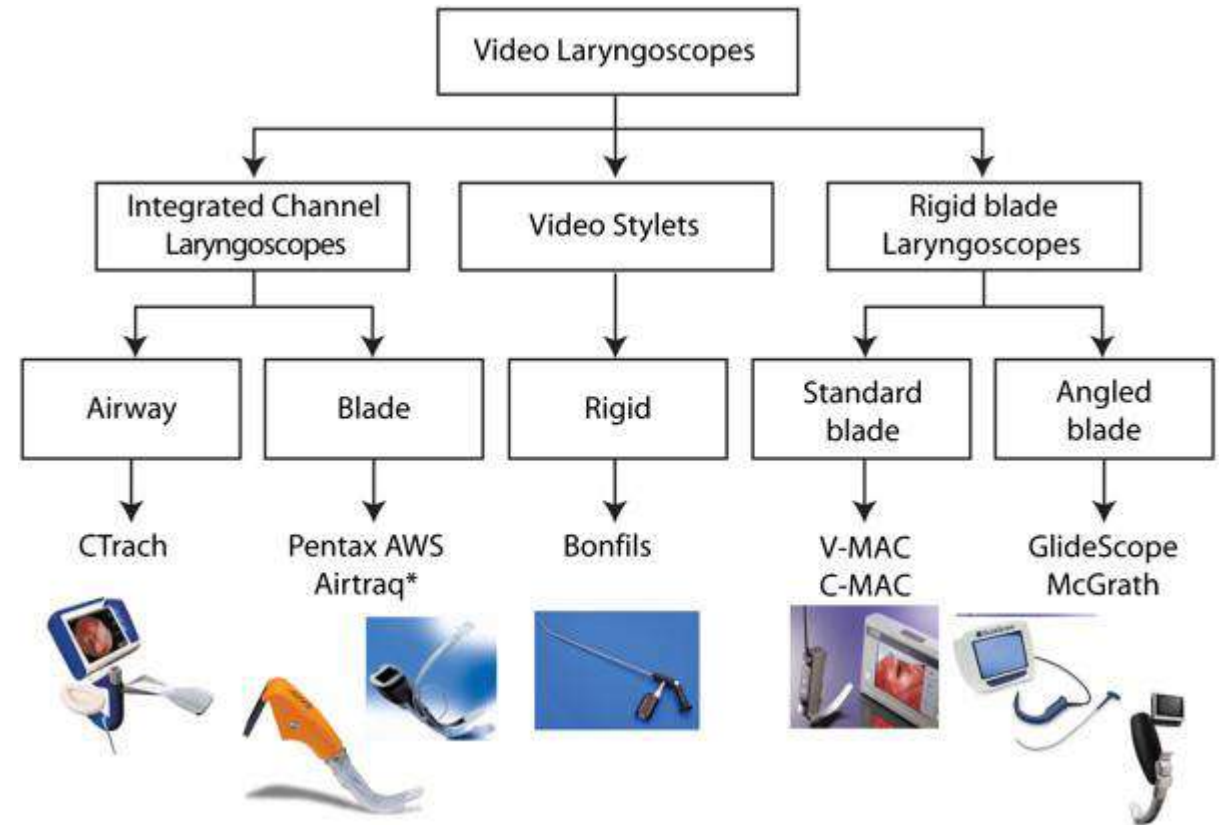 Video Laryngoscopes
Integrated Channel
Laryngoscopes
Video Stylets
Rigid blade
Laryngoscopes
Airway
Blade
Rigid
Standard
blade
Angled
blade
CTrach
Pentax AWS
Airtraq*
Bonfils
V-MAC
C-MAC
GlideScope
McGrath